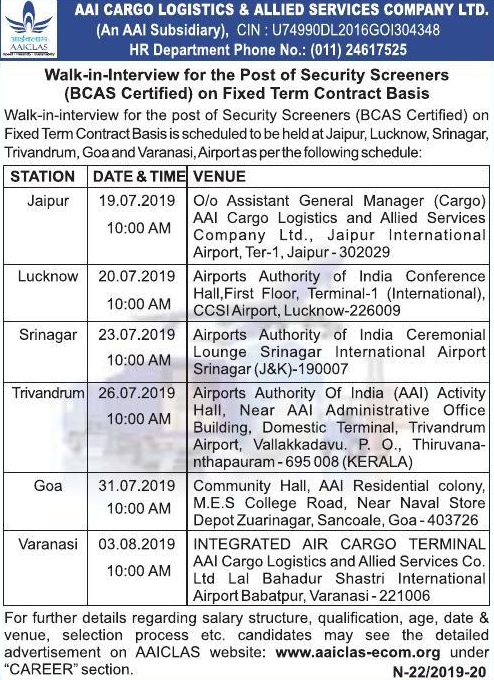 AAI CARGO LOGISTICS & ALLIED SERVICES COMPANY LTD.
(An AAI Subsidiary), CIN : U74990DL2016GOI304348
HR Department Phone No.: (011) 24617525
आईक्लास
AAICLAS
Walk-in-Interview for the Post of Security Screeners
(BCAS Certified) on Fixed Term Contract Basis
Walk-in-interview for the post of Security Screeners (BCAS Certified) on
Fixed Term Contract Basis is scheduled to be held at Jaipur, Lucknow, Srinagar,
Trivandrum, Goa and Varanasi, Airport as per the following schedule:
STATION DATE & TIME VENUE
Jaipur 19.07.2019 O/o Assistant General Manager (Cargo)
10:00 AM AAI Cargo Logistics and Allied Services
Company Ltd., Jaipur International
Airport, Ter-1, Jaipur - 302029
Lucknow 20.07.2019 Airports Authority of India Conference
10:00 AM Hall,First Floor, Terminal-1 (International),
CCSI Airport, Lucknow-226009
Srinagar 23.07.2019 Airports Authority of India Ceremonial
10:00 AM Lounge Srinagar International Airport
Srinagar (J&K)-190007
Trivandrum 26.07.2019 Airports Authority Of India (AAI) Activity
10:00 AM Hall, Near AAI Administrative Office
Building, Domestic Terminal, Trivandrum
Airport, Vallakkadavu. P. O., Thiruvana-
nthapauram - 695 008 (KERALA)
Goa 31.07.2019 Community Hall, AAI Residential colony,
10:00 AM M.E.S College Road, Near Naval Store
Depot Zuarinagar, Sancoale, Goa - 403726
Varanasi 03.08.2019 INTEGRATED AIR CARGO TERMINAL
10:00 AM AAI Cargo Logistics and Allied Services Co.
Ltd Lal Bahadur Shastri International
Airport Babatpur, Varanasi - 221006
For further details regarding salary structure, qualification, age, date &
venue, selection process etc. candidates may see the detailed
advertisement on AAICLAS website: www.aaiclas-ecom.org under
“CAREER” section. N-22/2019-20